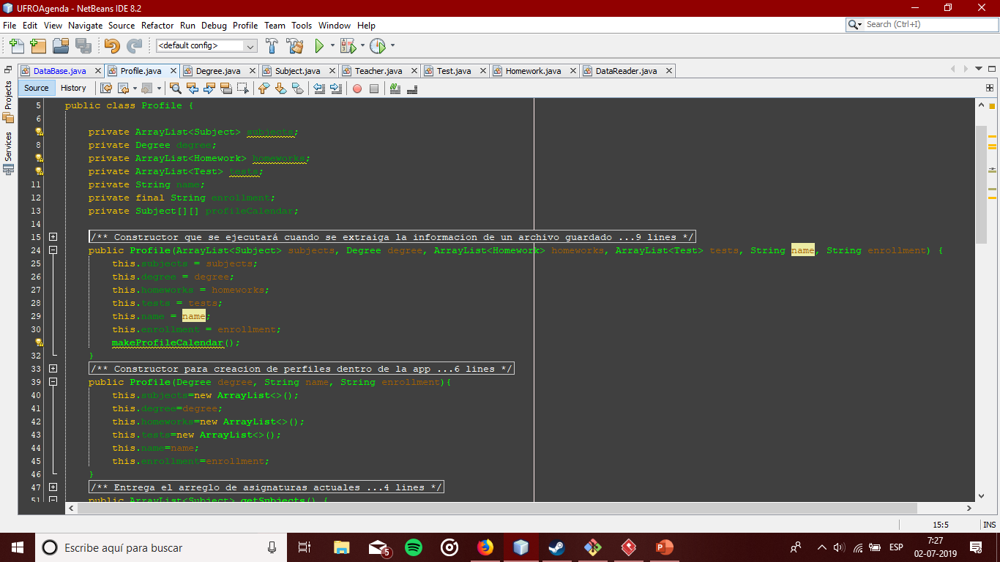 UFROAgenda - NetBeans IDE 8.2
File Edit View Navigate Source Refactor Run Debug Profile Team Tools Window Help
Search (Ctrl+I)
<default config>
DataBase.java Profile.java Degree.java Subject.java Teacher.java Test.java Homework.java DataReader.java
Projects
Services
Source History
5 public class Profile {
6
private ArrayList<Subject> subjects;
8 private Degree degree;
private ArrayList<Homework> homeworks;
private ArrayList<Test> tests;
11 private String name;
12 private final String enrollment;
13 private Subject[][] profileCalendar;
14
15 /** Constructor que se ejecutará cuando se extraiga la informacion de un archivo guardado ...9 lines */
24 public Profile(ArrayList<Subject> subjects, Degree degree, ArrayList<Homework> homeworks, ArrayList<Test> tests, String name, String enrollment) {
25 this.subjects = subjects;
26 this.degree = degree;
27 this.homeworks = homeworks;
28 this.tests = tests;
29 this.name = name;
30 this.enrollment = enrollment;
makeProfileCalendar();
32 }
33 /** Constructor para creacion de perfiles dentro de la app ...6 lines */
39 public Profile(Degree degree, String name, String enrollment){
40 this.subjects=new ArrayList<>();
41 this.degree=degree;
42 this.homeworks=new ArrayList<>();
43 this.tests=new ArrayList<>();
44 this.name=name;
45 this.enrollment=enrollment;
46 }
47 /** Entrega el arreglo de asignaturas actuales ...4 lines */
51 public ArrayList<Subject> getSubjects() {
15:5 INS
Escribe aquí para buscar
5
ESP
7:27
02-07-2019